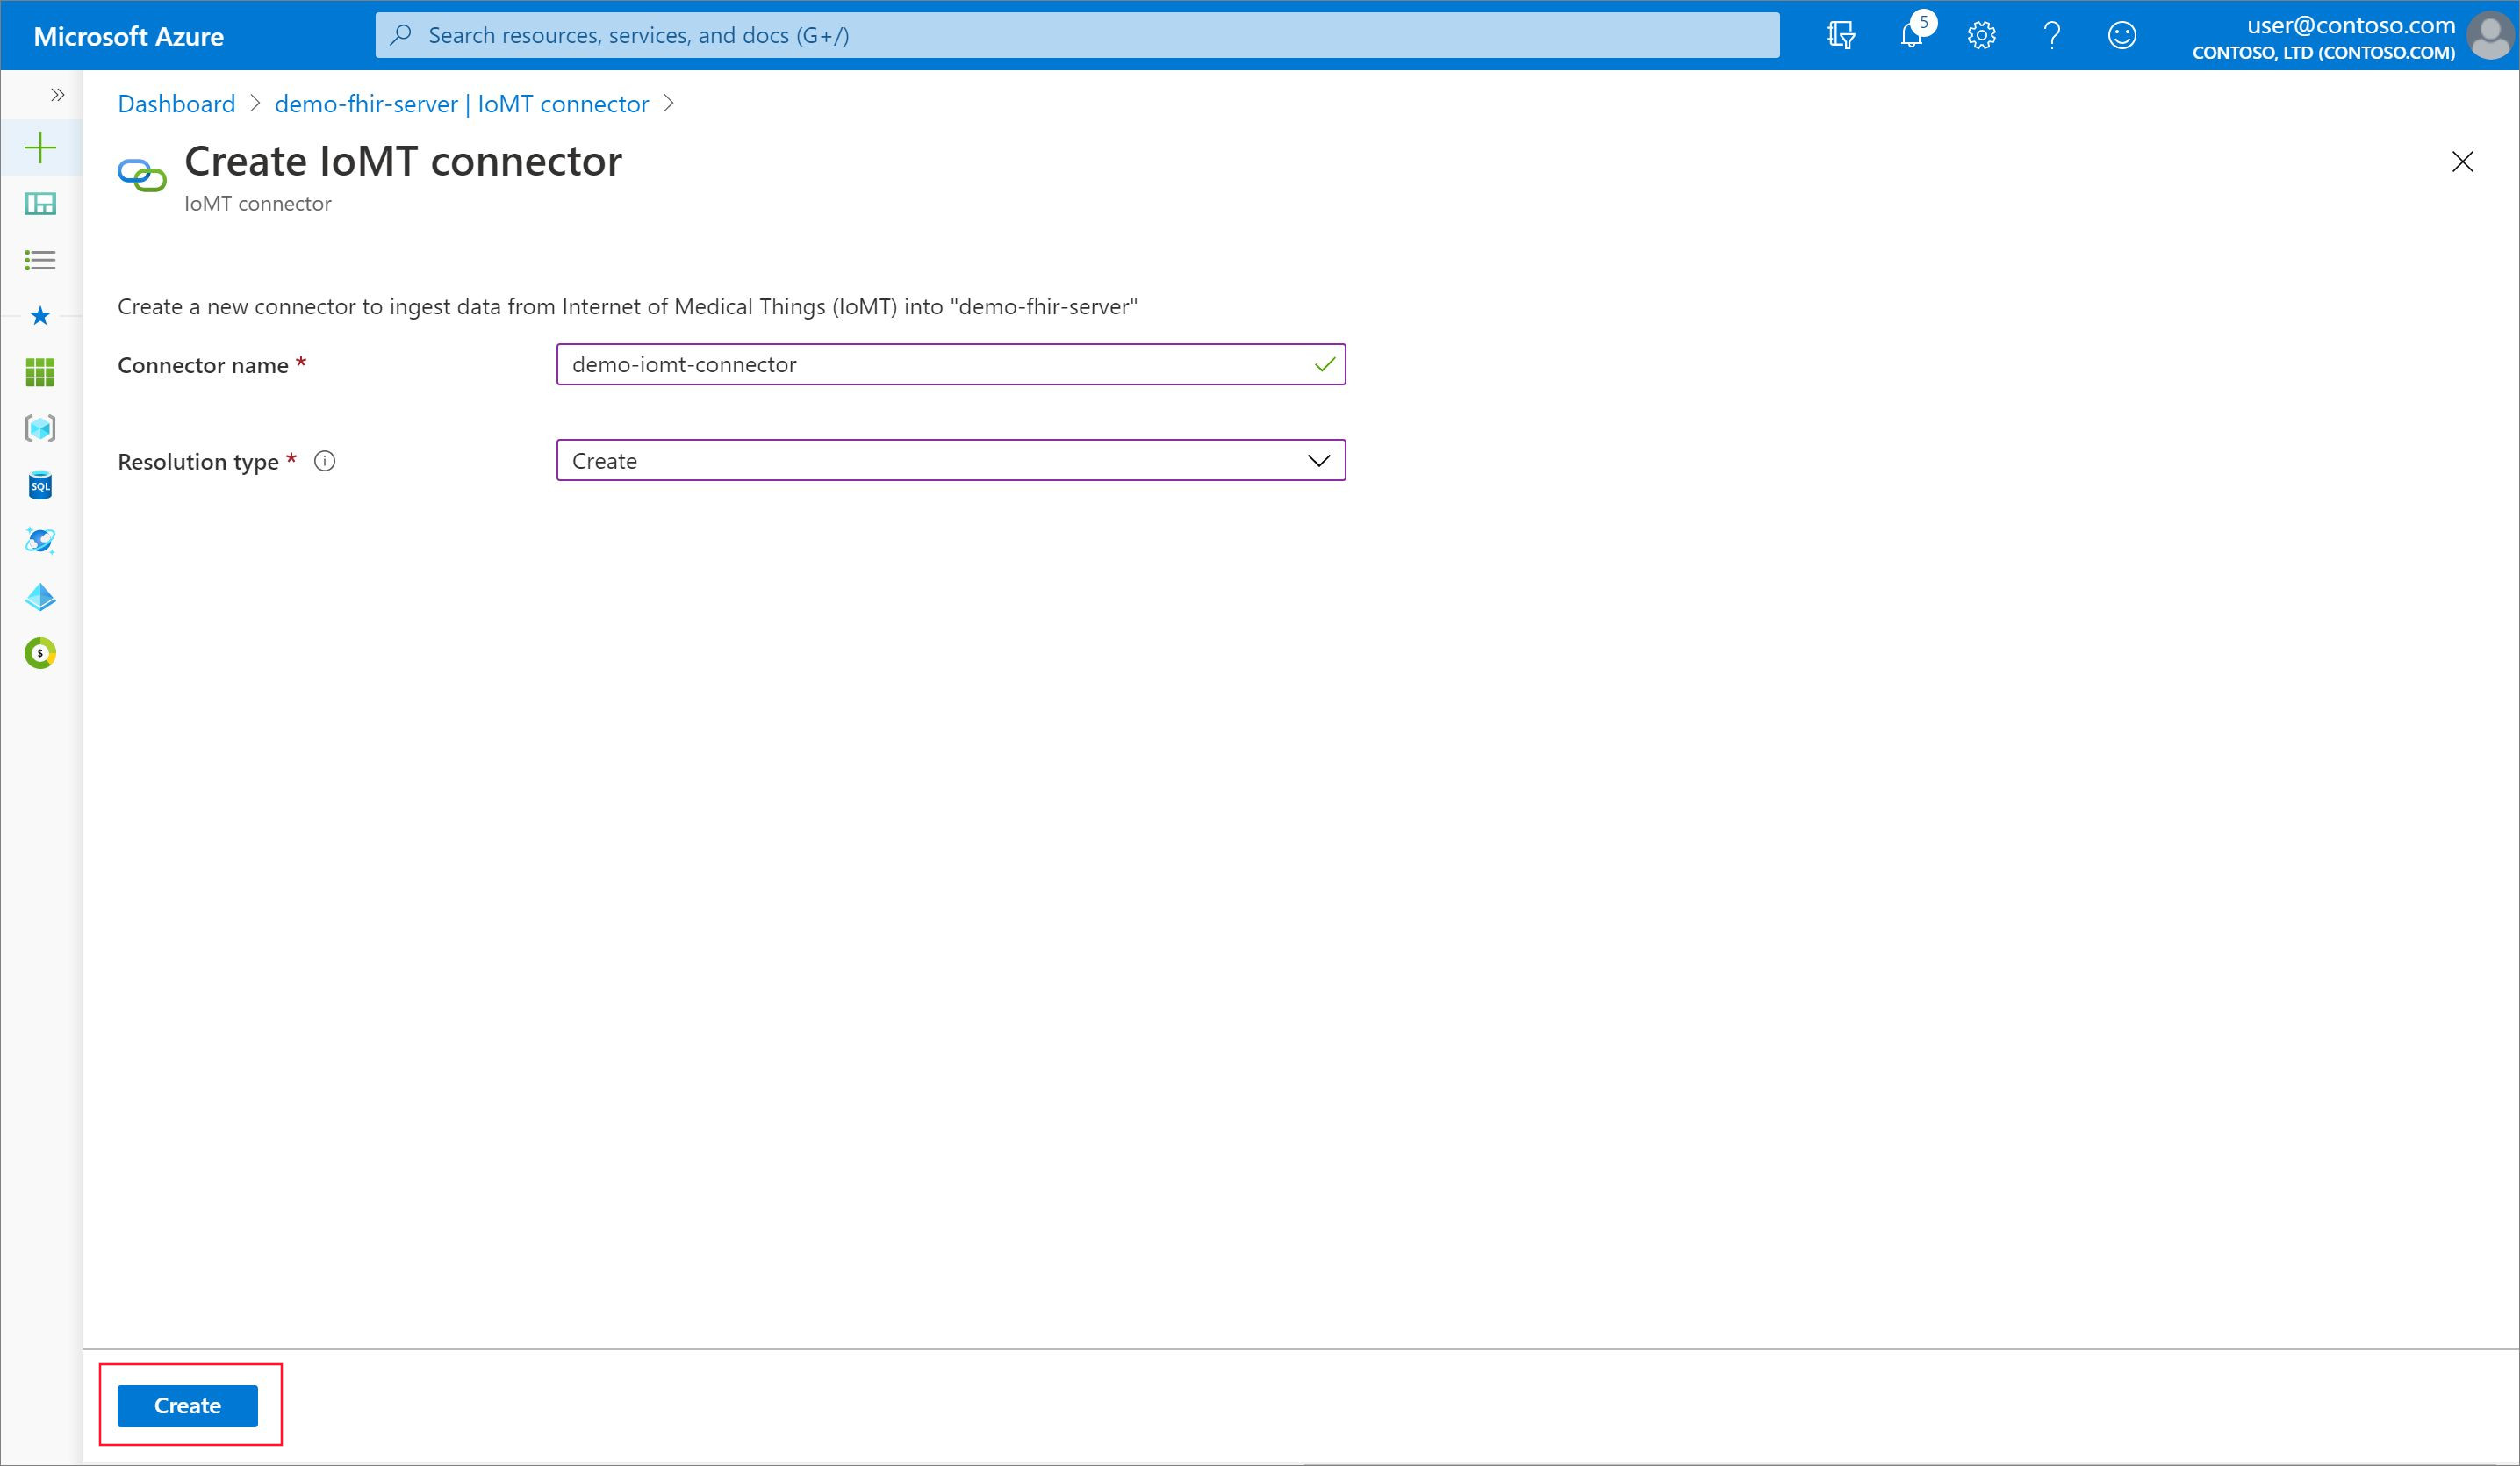 Microsoft Azure
Search resources, services, and docs (G+/)
5
user@contoso.com
CONTOSO, LTD (CONTOSO.COM)
Dashboard > demo-fhir-server | IoMT connector >
Create IoMT connector
IoMT connector
Create a new connector to ingest data from Internet of Medical Things (IoMT) into "demo-fhir-server"
Connector name *
demo-iomt-connector
Resolution type *
Create
SQL
$
Create